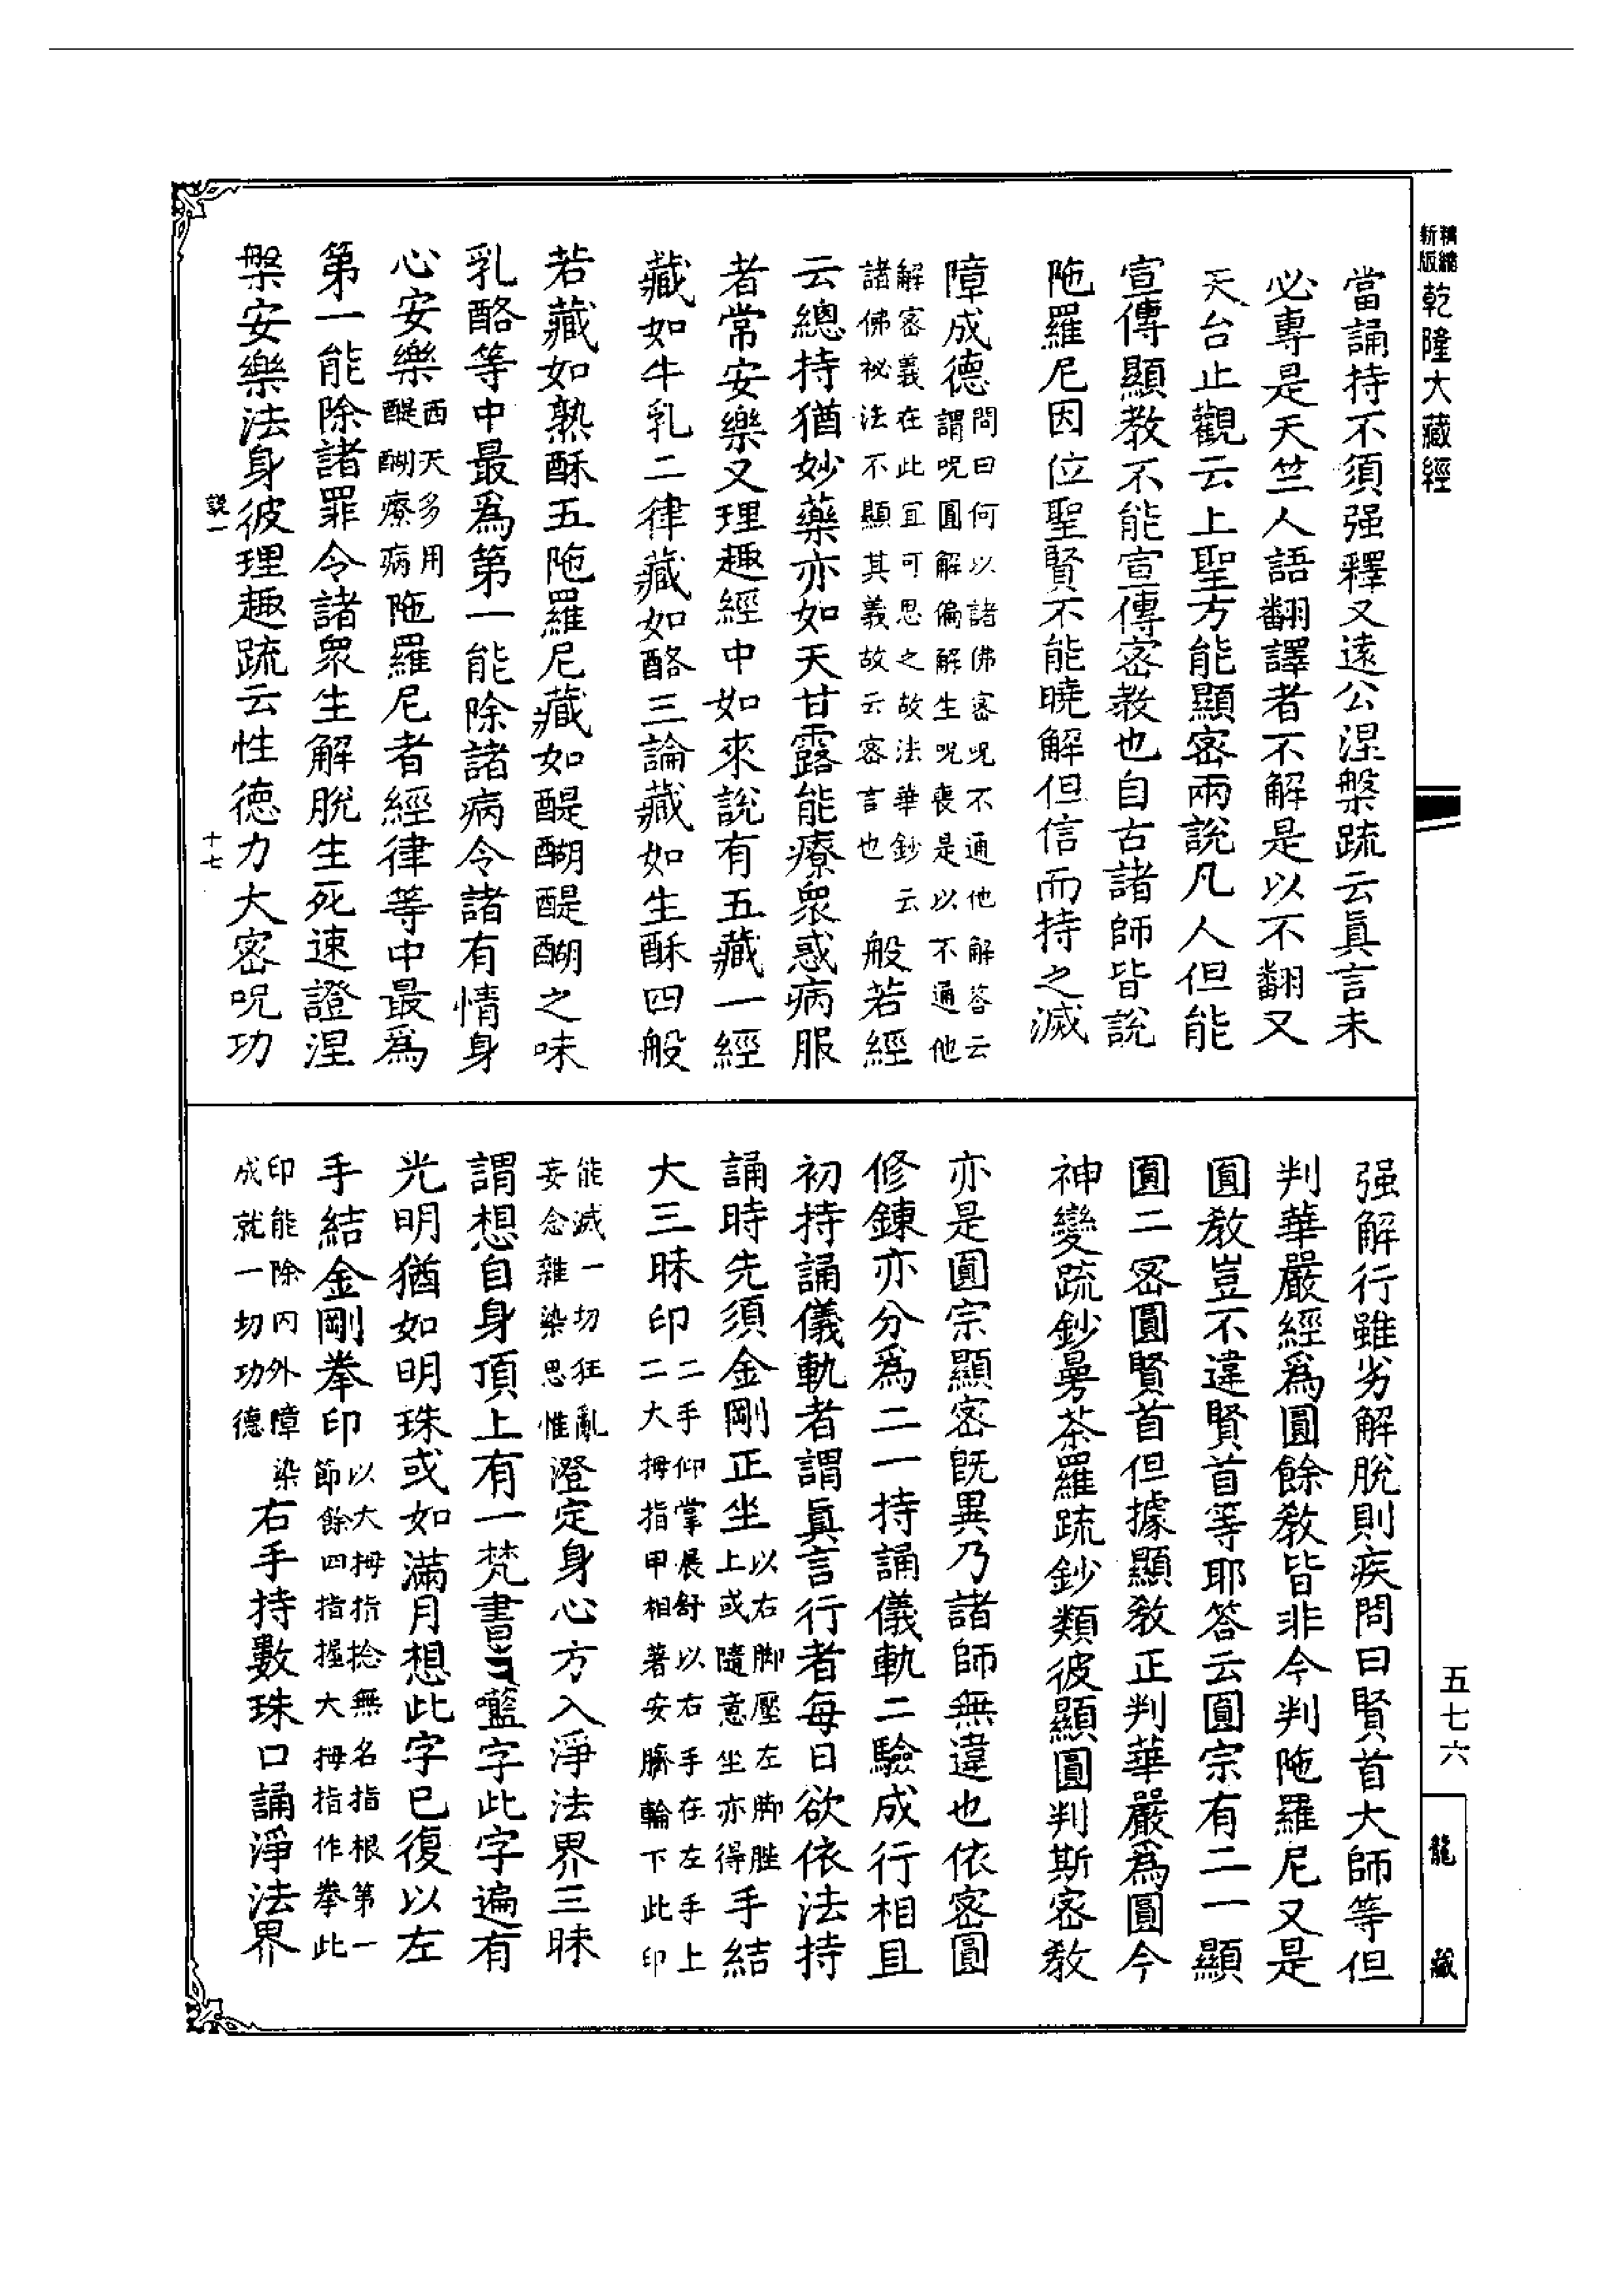 精縮
新版
乾隆大藏經
當誦持不須强釋又遠公涅槃䟽云眞言未
必專是天竺人語翻譯者不解是以不翻又
天台止觀云上聖方能顯密兩說凡人但能
宣傳顯教不能宣傳密教也自古諸師皆說
陁羅尼因位聖賢不能曉解但信而持之滅
障成德問曰何以諸佛密呪不通他解答云
謂呪圓解偏解生呪喪是以不通他
解密義在此宜可思之故法華鈔云
諸佛祕法不顯其義故云密言也般若經
云總持猶妙藥亦如天甘露能療衆惑病服
者常安樂又理趣經中如來說有五藏一經
藏如牛乳二律藏如酪三論藏如生酥四般
若藏如熟酥五陁羅尼藏如醍醐醍醐之味
乳酪等中最爲第一能除諸病令諸有情身
心安樂西天多用
醍醐療病陁羅尼者經律等中最爲
第一能除諸罪令諸衆生解脫生死速證涅
槃安樂法身彼理趣䟽云性德力大密呪功
說一
十七
强解行雖劣解脫則疾問曰賢首大師等但
判華嚴經爲圓餘教皆非今判陁羅尼又是
圓教豈不違賢首等耶答云圓宗有二一顯
圓二密圓賢首但據顯教正判華嚴爲圓今
神變䟽鈔曼荼羅䟽鈔類彼顯圓判斯密教
亦是圓宗顯密旣異乃諸師無違也依密圓
修鍊亦分爲二一持誦儀軌二驗成行相且
初持誦儀軌者謂眞言行者每日欲依法持
誦時先須金剛正坐以右脚壓左脚䏶
上或隨意坐亦得手結
大三昧印二手仰掌展舒以右手在左手上
二大拇指甲相著安臍輪下此印
能滅一切狂亂
妄念雜染思惟澄定身心方入淨法界三昧
謂想自身頂上有一梵書𑖨㘕字此字遍有
光明猶如明珠或如滿月想此字已復以左
手結金剛拳印以大拇指捻無名指根第一
節餘四指握大拇指作拳此
印能除內外障染
成就一切功德右手持數珠口誦淨法界
五七六
龍藏